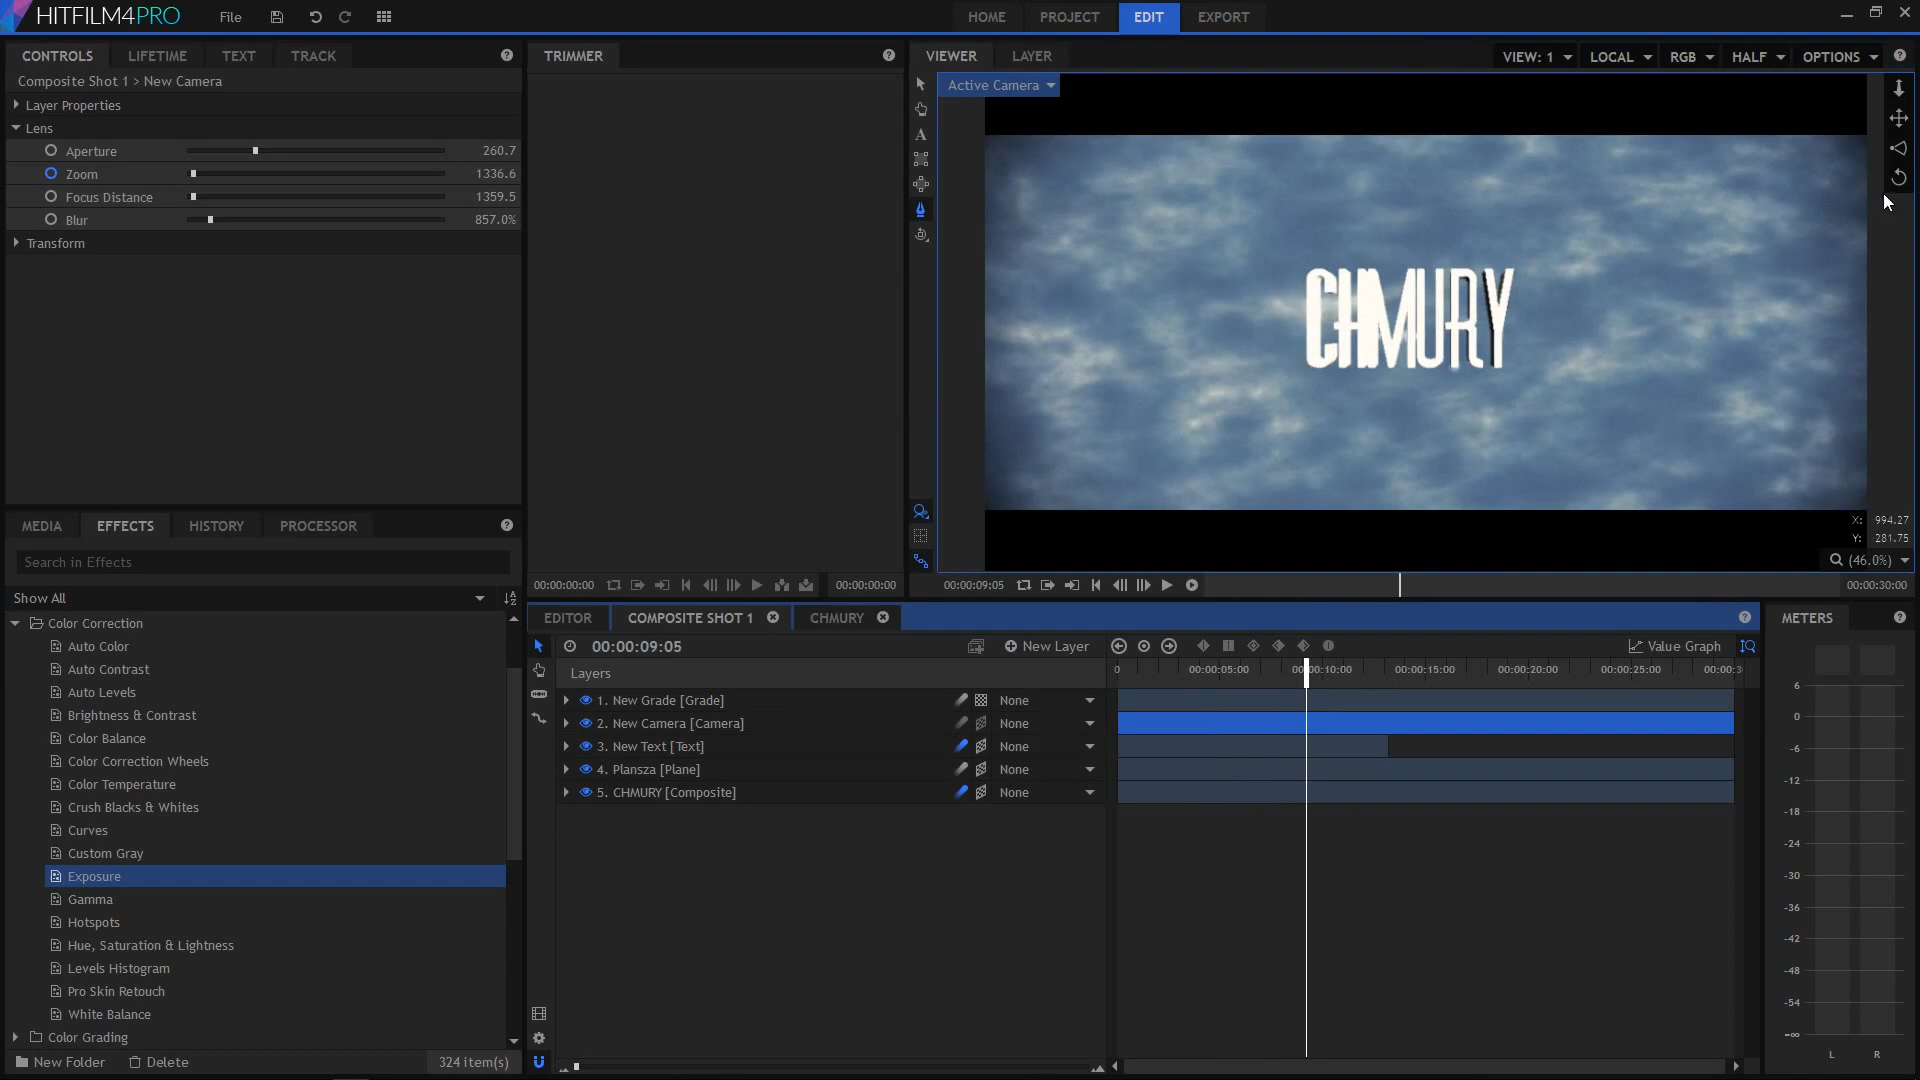 HITFILM4PRO
File
HOME
PROJECT
EDIT
EXPORT
CONTROLS
LIFETIME
TEXT
TRACK
Composite Shot 1 > New Camera
Layer Properties
Lens
Aperture 260.7
Zoom 1336.6
Focus Distance 1359.5
Blur 857.0%
Transform
TRIMMER
00:00:00:00
00:00:00:00
VIEWER
LAYER
VIEW: 1
LOCAL
RGB
HALF
OPTIONS
Active Camera
A
CHMURY
X: 994.27
Y: 281.75
(46.0%)
00:00:09:05
00:00:30:00
MEDIA
EFFECTS
HISTORY
PROCESSOR
Search in Effects
Show All
Color Correction
Auto Color
Auto Contrast
Auto Levels
Brightness & Contrast
Color Balance
Color Correction Wheels
Color Temperature
Crush Blacks & Whites
Curves
Custom Gray
Exposure
Gamma
Hotspots
Hue, Saturation & Lightness
Levels Histogram
Pro Skin Retouch
White Balance
Color Grading
New Folder
Delete
324 item(s)
EDITOR
COMPOSITE SHOT 1
CHMURY
00:00:09:05
New Layer
Value Graph
Layers
0 00:00:05:00 00:00:10:00 00:00:15:00 00:00:20:00 00:00:25:00 00:00:3
1. New Grade [Grade] None
2. New Camera [Camera] None
3. New Text [Text] None
4. Plansza [Plane] None
5. CHMURY [Composite] None
METERS
6
0
-6
-12
-18
-24
-30
-36
-42
-48
-54
-∞
L R